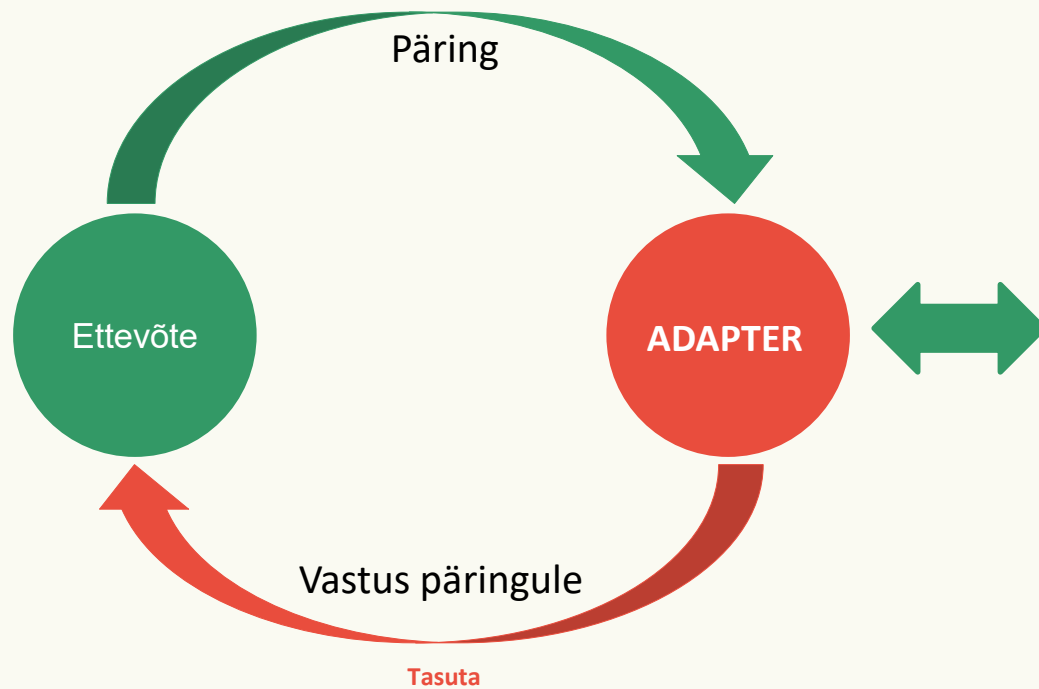 Päring
Ettevõte
ADAPTER
Vastus päringule
Tasuta